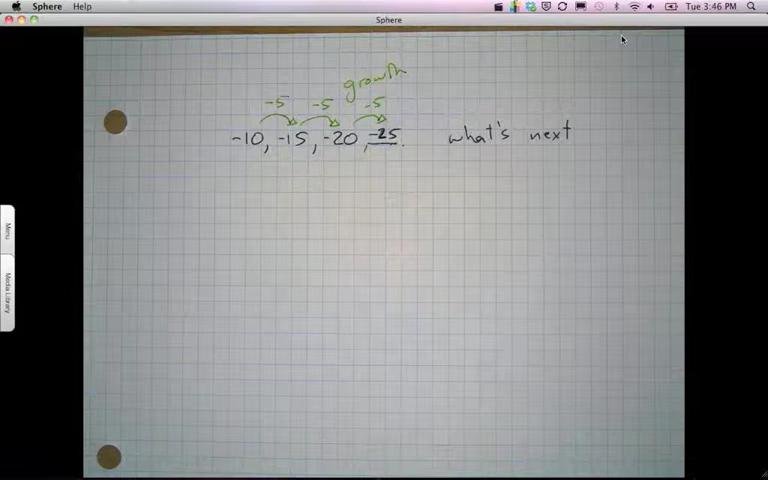 Sphere Help Tue 3:46 PM
Sphere
growth
-5 -5 -5
-10, -15, -20, -25. what's next
Menu
Media Library